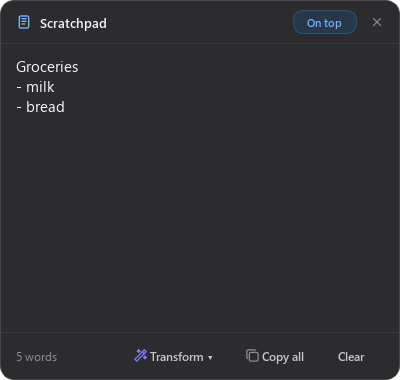 Scratchpad
On top
Groceries
- milk
- bread
5 words
Transform
Copy all
Clear